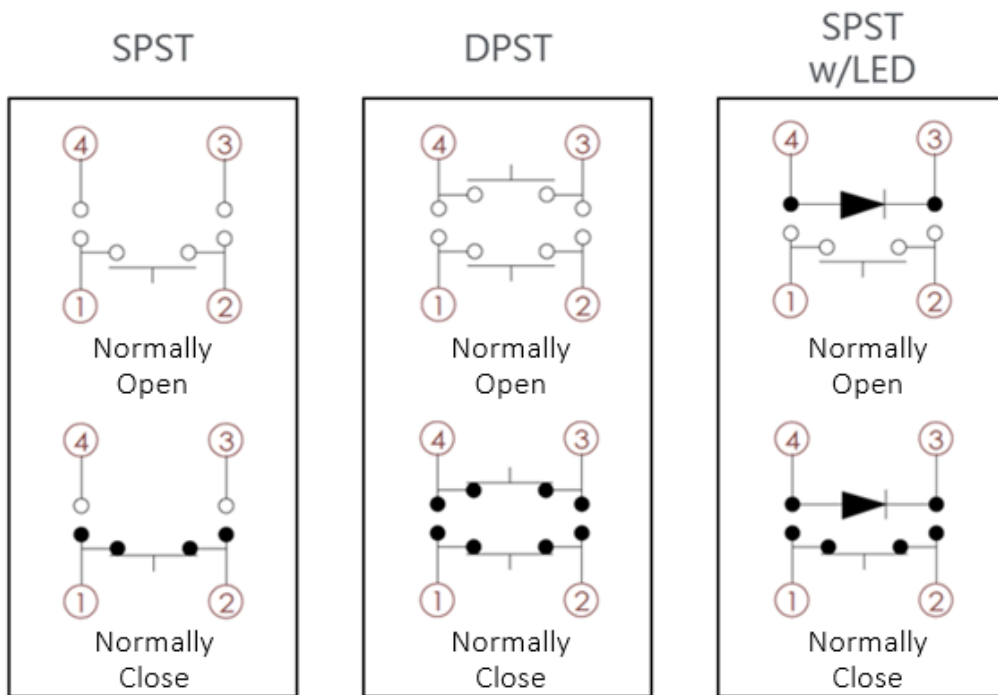 SPST
4 3
1 2
Normally
Open
4 3
1 2
Normally
Close
DPST
4 3
1 2
Normally
Open
4 3
1 2
Normally
Close
SPST
w/LED
4 3
1 2
Normally
Open
4 3
1 2
Normally
Close